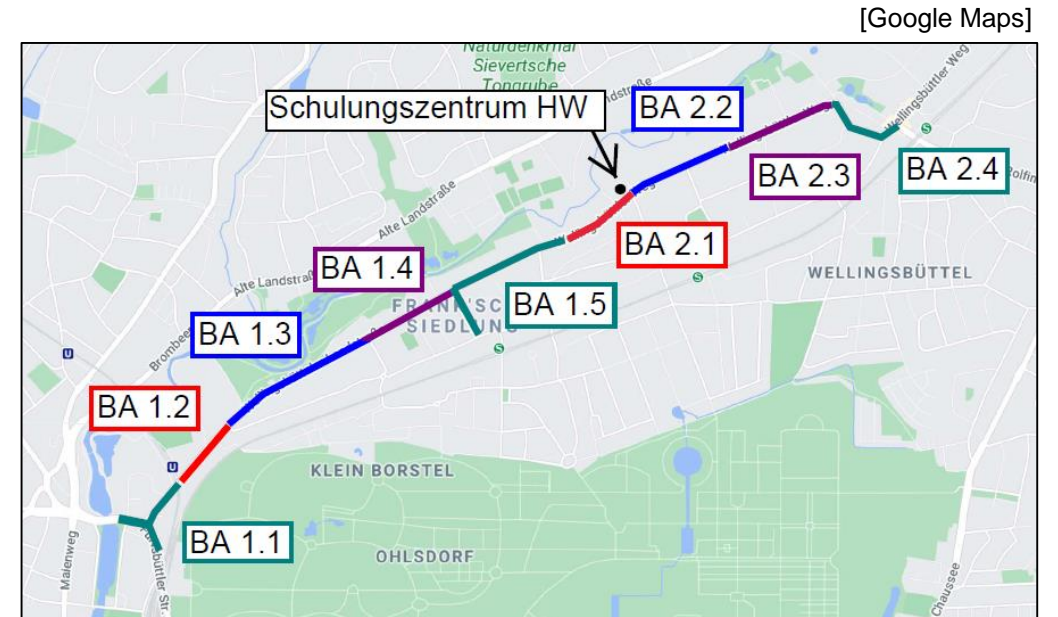 [Google Maps]
Naturdenkmal
Sievertsche
Tongrube
Schulungszentrum HW
BA 2.2
Wellingsbüttler Weg
BA 2.3
BA 2.4
Alte Landstraße
BA 2.1
BA 1.4
WELLINGSBÜTTEL
BA 1.5
SIEDLUNG
BA 1.3
BA 1.2
KLEIN BORSTEL
BA 1.1
OHLSDORF
Maienweg
Chaussee